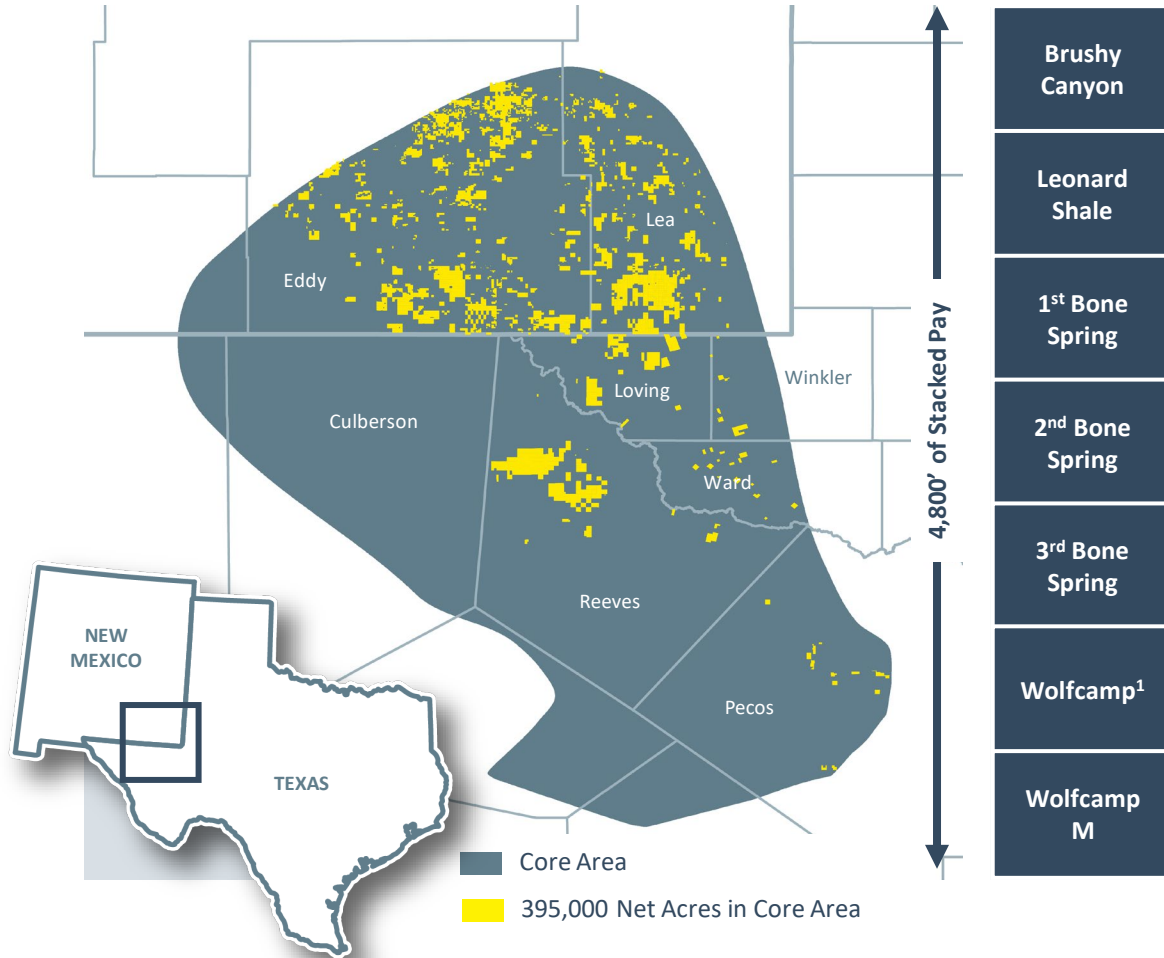 Lea
Eddy
Winkler
Loving
Culberson
Ward
Reeves
Pecos
NEW
MEXICO
TEXAS
Core Area
395,000 Net Acres in Core Area
4,800' of Stacked Pay
Brushy
Canyon
Leonard
Shale
1st Bone
Spring
2nd Bone
Spring
3rd Bone
Spring
Wolfcamp1
Wolfcamp
M